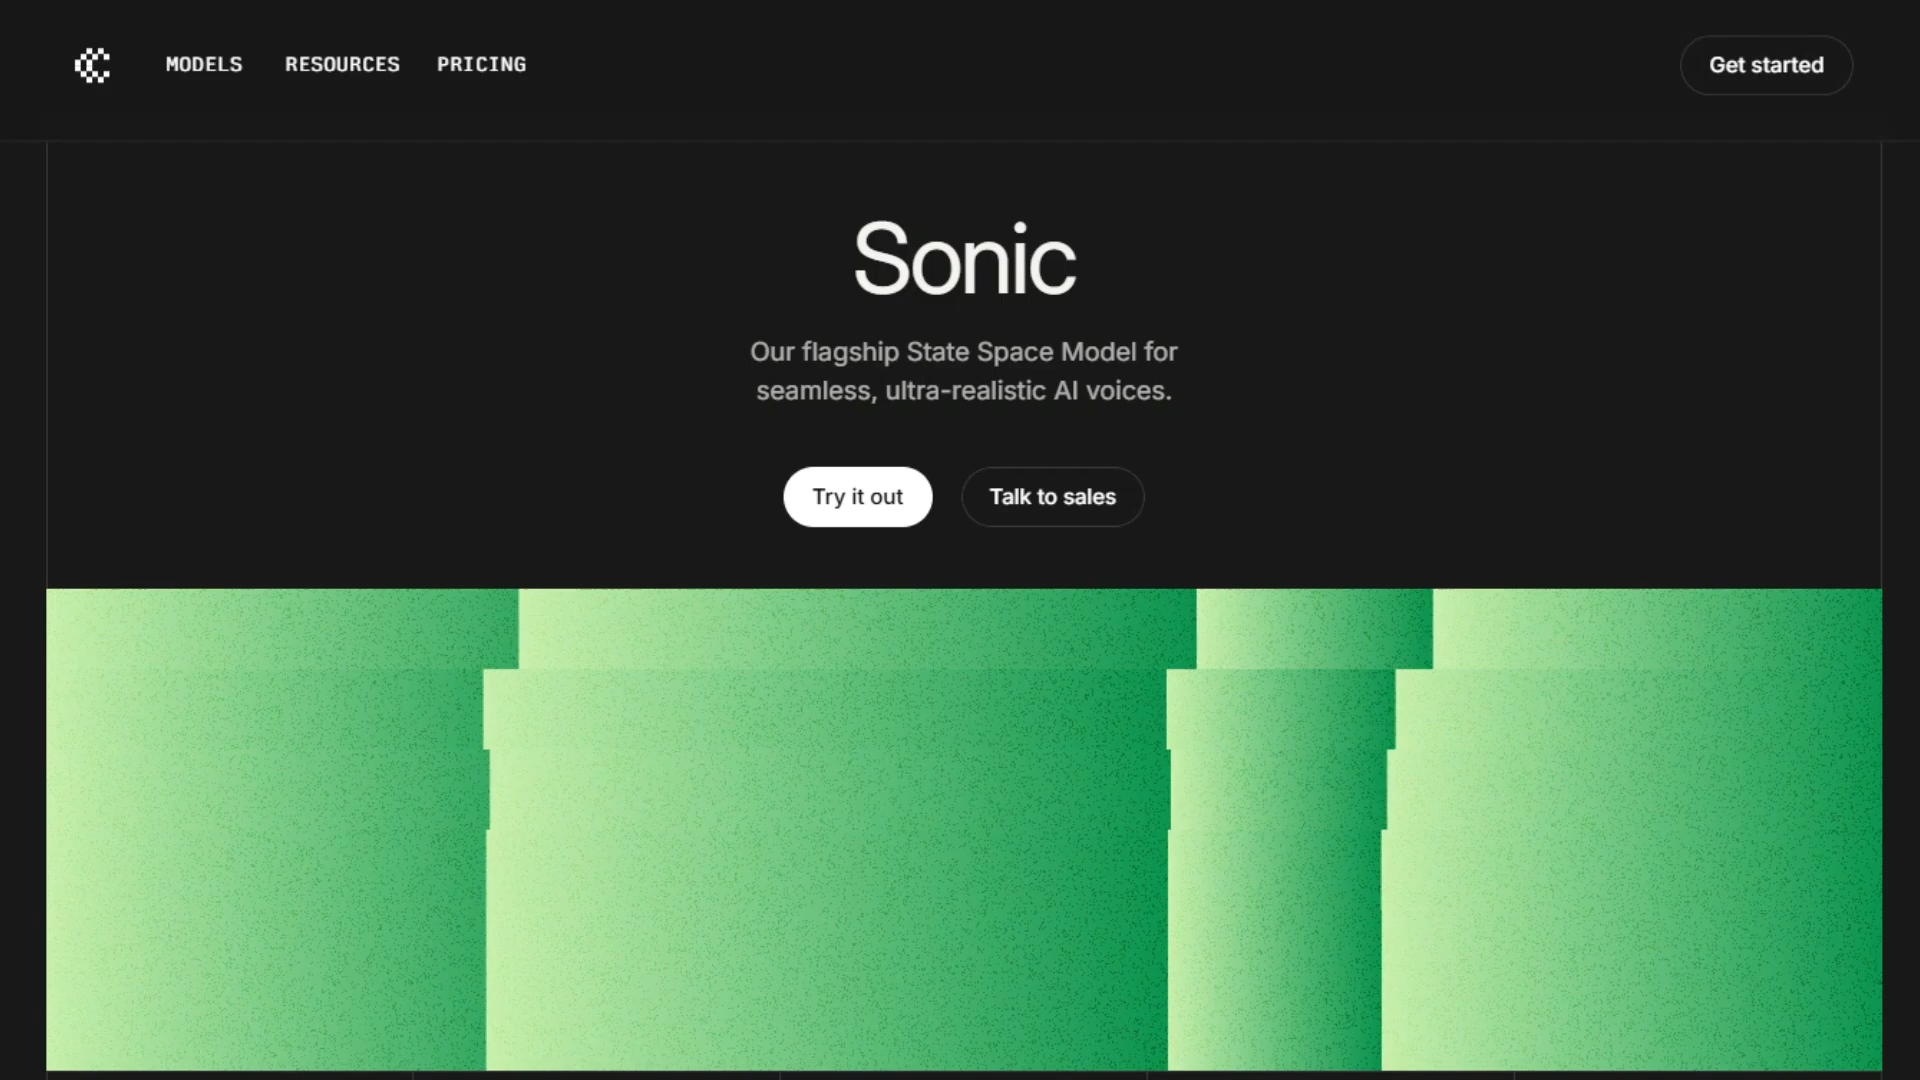 MODELS
RESOURCES
PRICING
Get started
Sonic
Our flagship State Space Model for
seamless, ultra-realistic AI voices.
Try it out
Talk to sales